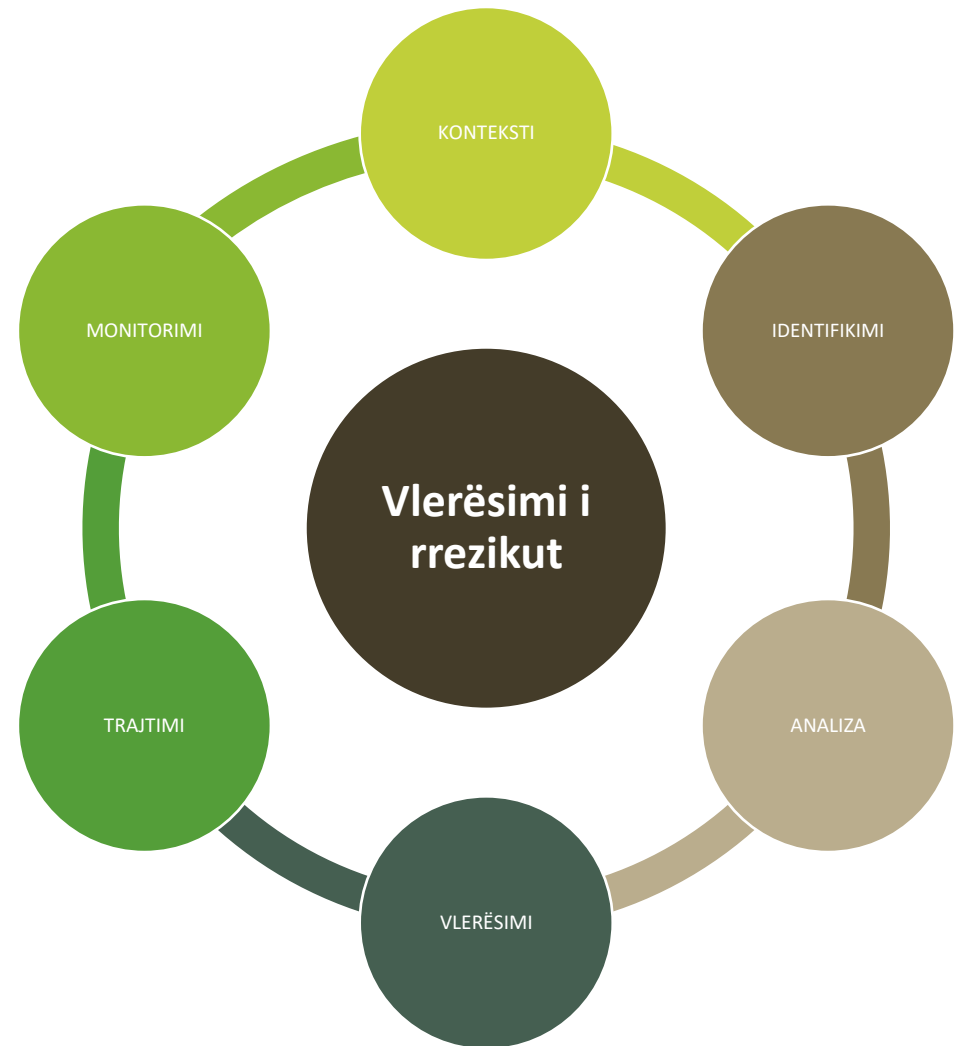 KONTEKSTI
IDENTIFIKIMI
ANALIZA
VLERËSIMI
TRAJTIMI
MONITORIMI
Vlerësimi i
rrezikut